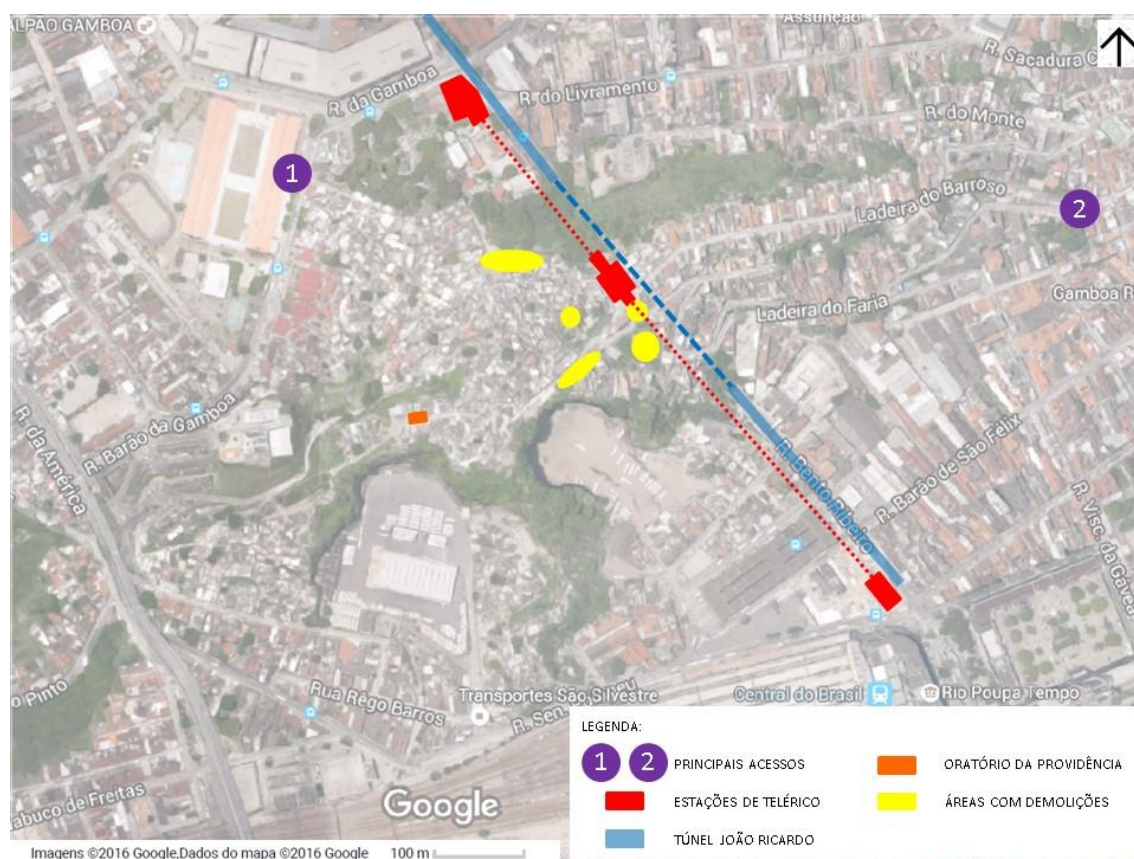 ALPÃO GAMBOA
R. da Gamboa
Assunção
R. Sacadura C
R. do Livramento
R. do Monte
1
2
Ladeira do Barroso
Ladeira do Faria
Gamboa R
R. da América
R. Barão da Gamboa
R. Bento Ribeiro
R. Barão de São Félix
R. Visc. da Gávea
o Pinto
Rua Rêgo Barros
Transportes São Silvestre
R. Sen.
Central do Brasil
Rio Poupa Tempo
abuco de Freitas
Google
LEGENDA:
1 2 PRINCIPAIS ACESSOS
ORATÓRIO DA PROVIDÊNCIA
ESTAÇÕES DE TELÉRICO
ÁREAS COM DEMOLIÇÕES
TÚNEL JOÃO RICARDO
Imagens ©2016 Google,Dados do mapa ©2016 Google 100 m